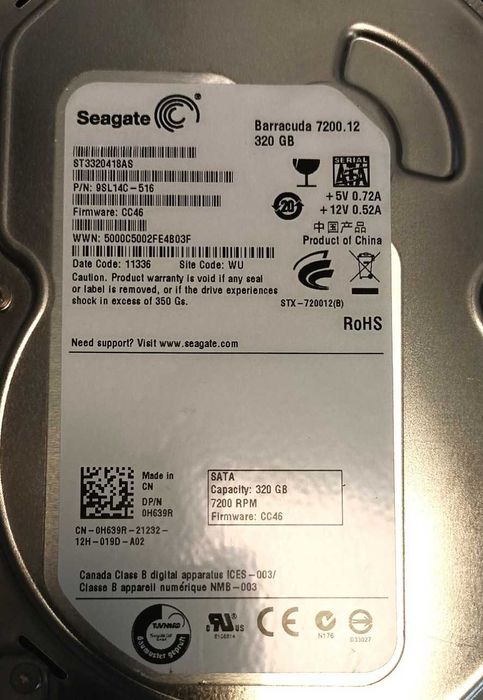 Seagate
Barracuda 7200.12
320 GB
ST3320418AS
P/N: 9SL14C-516
Firmware: CC46
WWN: 5000C5002FE4B03F
Date Code: 11336 Site Code: WU
Caution. Product warranty is void if any seal
or label is removed, or if the drive experiences
shock in excess of 350 Gs.
SERIAL
ATA
20
+5V 0.72A
+12V 0.52A
中国产品
Product of China
STX-720012(B)
RoHS
Need support? Visit www.seagate.com
Made in
CN
DP/N
0H639R
CN-0H639R-21232-
12H-019D-A02
SATA
Capacity: 320 GB
7200 RPM
Firmware: CC46
Canada Class B digital apparatus ICES-003/
Classe B appareil numérique NMB-003
baumuster geprüft
c US
CE
N176